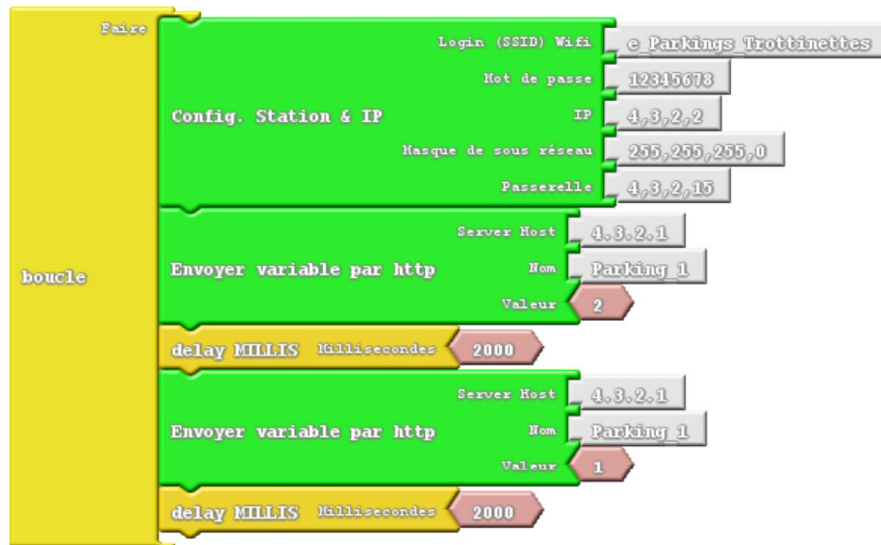 Faire
Login (SSID) Wifi e_Parkings_Trottinettes
Mot de passe 12345678
Config. Station & IP IP 4,3,2,2
Masque de sous réseau 255,255,255,0
Passerelle 4,3,2,15
Server Host 4.3.2.1
boucle Envoyer variable par http Nom Parking_1
Valeur 2
delay MILLIS Millisecondes 2000
Server Host 4.3.2.1
Envoyer variable par http Nom Parking_1
Valeur 1
delay MILLIS Millisecondes 2000